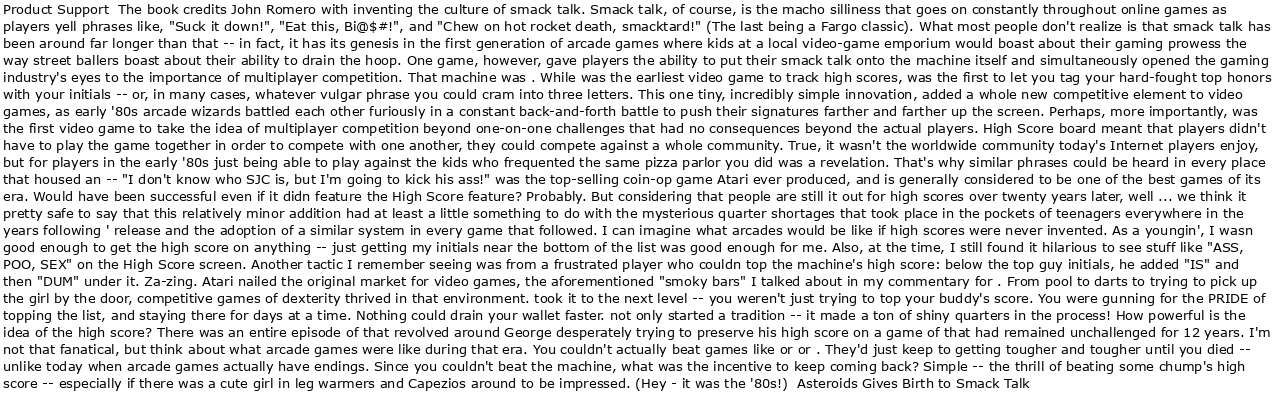 Product Support  The book credits John Romero with inventing the culture of smack talk. Smack talk, of course, is the macho silliness that goes on constantly throughout online games as
players yell phrases like, "Suck it down!", "Eat this, Bi@$#!", and "Chew on hot rocket death, smacktard!" (The last being a Fargo classic). What most people don't realize is that smack talk has
been around far longer than that -- in fact, it has its genesis in the first generation of arcade games where kids at a local video-game emporium would boast about their gaming prowess the
way street ballers boast about their ability to drain the hoop. One game, however, gave players the ability to put their smack talk onto the machine itself and simultaneously opened the gaming
industry's eyes to the importance of multiplayer competition. That machine was . While was the earliest video game to track high scores, was the first to let you tag your hard-fought top honors
with your initials -- or, in many cases, whatever vulgar phrase you could cram into three letters. This one tiny, incredibly simple innovation, added a whole new competitive element to video
games, as early '80s arcade wizards battled each other furiously in a constant back-and-forth battle to push their signatures farther and farther up the screen. Perhaps, more importantly, was
the first video game to take the idea of multiplayer competition beyond one-on-one challenges that had no consequences beyond the actual players. High Score board meant that players didn't
have to play the game together in order to compete with one another, they could compete against a whole community. True, it wasn't the worldwide community today's Internet players enjoy,
but for players in the early '80s just being able to play against the kids who frequented the same pizza parlor you did was a revelation. That's why similar phrases could be heard in every place
that housed an -- "I don't know who SJC is, but I'm going to kick his ass!" was the top-selling coin-op game Atari ever produced, and is generally considered to be one of the best games of its
era. Would have been successful even if it didn feature the High Score feature? Probably. But considering that people are still it out for high scores over twenty years later, well ... we think it
pretty safe to say that this relatively minor addition had at least a little something to do with the mysterious quarter shortages that took place in the pockets of teenagers everywhere in the
years following ' release and the adoption of a similar system in every game that followed. I can imagine what arcades would be like if high scores were never invented. As a youngin', I wasn
good enough to get the high score on anything -- just getting my initials near the bottom of the list was good enough for me. Also, at the time, I still found it hilarious to see stuff like "ASS,
POO, SEX" on the High Score screen. Another tactic I remember seeing was from a frustrated player who couldn top the machine's high score: below the top guy initials, he added "IS" and
then "DUM" under it. Za-zing. Atari nailed the original market for video games, the aforementioned "smoky bars" I talked about in my commentary for . From pool to darts to trying to pick up
the girl by the door, competitive games of dexterity thrived in that environment. took it to the next level -- you weren't just trying to top your buddy's score. You were gunning for the PRIDE of
topping the list, and staying there for days at a time. Nothing could drain your wallet faster. not only started a tradition -- it made a ton of shiny quarters in the process! How powerful is the
idea of the high score? There was an entire episode of that revolved around George desperately trying to preserve his high score on a game of that had remained unchallenged for 12 years. I'm
not that fanatical, but think about what arcade games were like during that era. You couldn't actually beat games like or or . They'd just keep to getting tougher and tougher until you died --
unlike today when arcade games actually have endings. Since you couldn't beat the machine, what was the incentive to keep coming back? Simple -- the thrill of beating some chump's high
score -- especially if there was a cute girl in leg warmers and Capezios around to be impressed. (Hey - it was the '80s!)  Asteroids Gives Birth to Smack Talk